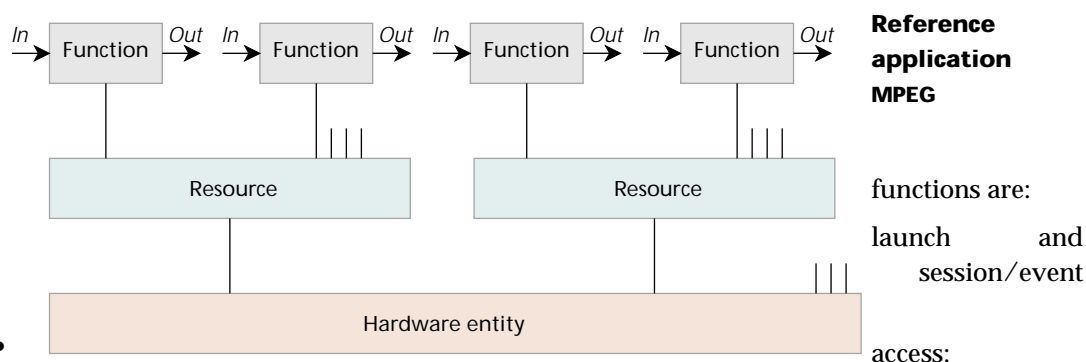 In Function Out In Function Out In Function Out In Function Out
Resource Resource
Hardware entity
Reference
application
MPEG
functions are:
launch and
session/event
access: